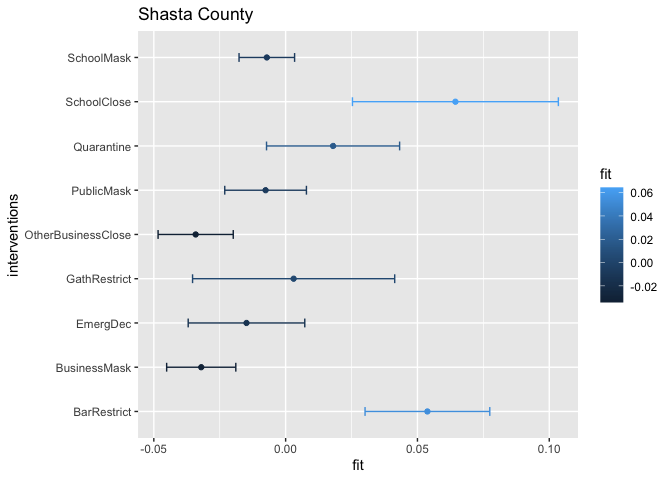 Shasta County
interventions
SchoolMask
SchoolClose
Quarantine
PublicMask
OtherBusinessClose
GathRestrict
EmergDec
BusinessMask
BarRestrict
-0.05
0.00
0.05
0.10
fit
fit
0.06
0.04
0.02
0.00
-0.02